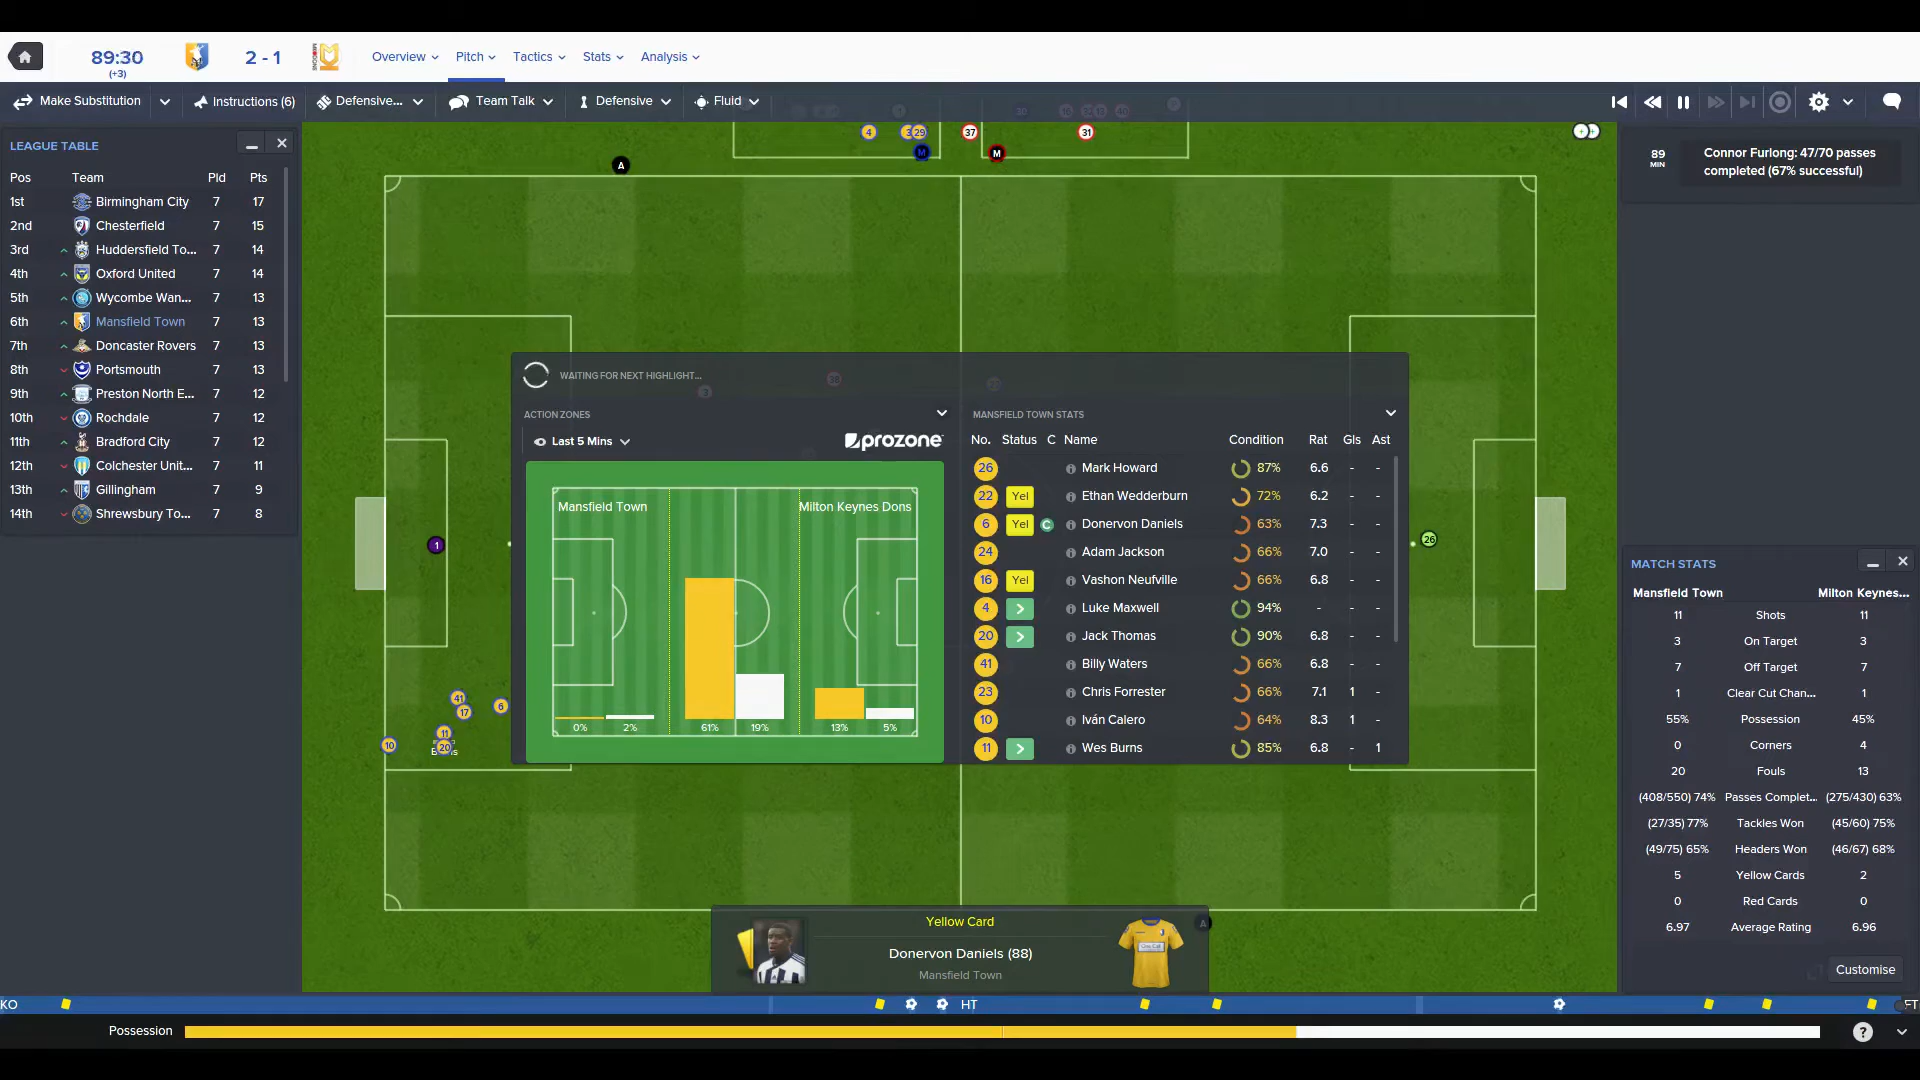 89:30
(+3)
2 - 1
Overview
Pitch
Tactics
Stats
Analysis
Make Substitution
Instructions (6)
Defensive...
Team Talk
Defensive
Fluid
LEAGUE TABLE
Pos Team Pld Pts
1st Birmingham City 7 17
2nd Chesterfield 7 15
3rd Huddersfield To... 7 14
4th Oxford United 7 14
5th Wycombe Wan... 7 13
6th Mansfield Town 7 13
7th Doncaster Rovers 7 13
8th Portsmouth 7 13
9th Preston North E... 7 12
10th Rochdale 7 12
11th Bradford City 7 12
12th Colchester Unit... 7 11
13th Gillingham 7 9
14th Shrewsbury To... 7 8
4 3 29 37 31
M M
A
89
MIN
Connor Furlong: 47/70 passes
completed (67% successful)
WAITING FOR NEXT HIGHLIGHT...
ACTION ZONES
Last 5 Mins
prozone
Mansfield Town
Milton Keynes Dons
0% 2% 61% 19% 13% 5%
MANSFIELD TOWN STATS
No. Status C Name Condition Rat Gls Ast
26 Mark Howard 87% 6.6 - -
22 Yel Ethan Wedderburn 72% 6.2 - -
6 Yel C Donervon Daniels 63% 7.3 - -
24 Adam Jackson 66% 7.0 - -
16 Yel Vashon Neufville 66% 6.8 - -
4 Luke Maxwell 94% - - -
20 Jack Thomas 90% 6.8 - -
41 Billy Waters 66% 6.8 - -
23 Chris Forrester 66% 7.1 1 -
10 Iván Calero 64% 8.3 1 -
11 Wes Burns 85% 6.8 - 1
1
26
41
17
6
11
10
20
MATCH STATS
Mansfield Town Milton Keynes...
11 Shots 11
3 On Target 3
7 Off Target 7
1 Clear Cut Chan... 1
55% Possession 45%
0 Corners 4
20 Fouls 13
(408/550) 74% Passes Complet... (275/430) 63%
(27/35) 77% Tackles Won (45/60) 75%
(49/75) 65% Headers Won (46/67) 68%
5 Yellow Cards 2
0 Red Cards 0
6.97 Average Rating 6.96
Customise
Yellow Card
Donervon Daniels (88)
Mansfield Town
A
KO
HT
FT
Possession
?